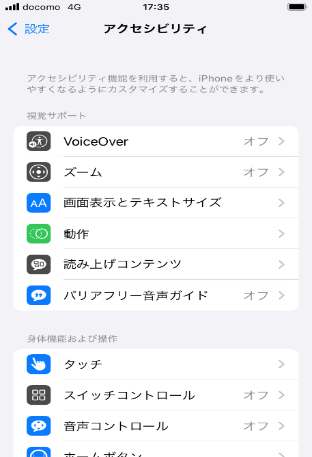 docomo 4G 17:35
設定 アクセシビリティ
アクセシビリティ機能を利用すると、iPhoneをより使い
やすくなるようにカスタマイズすることができます。
視覚サポート
VoiceOver オフ
ズーム オフ
AA 画面表示とテキストサイズ
動作
読み上げコンテンツ
バリアフリー音声ガイド オフ
身体機能および操作
タッチ
スイッチコントロール オフ
音声コントロール オフ
ホームボタン